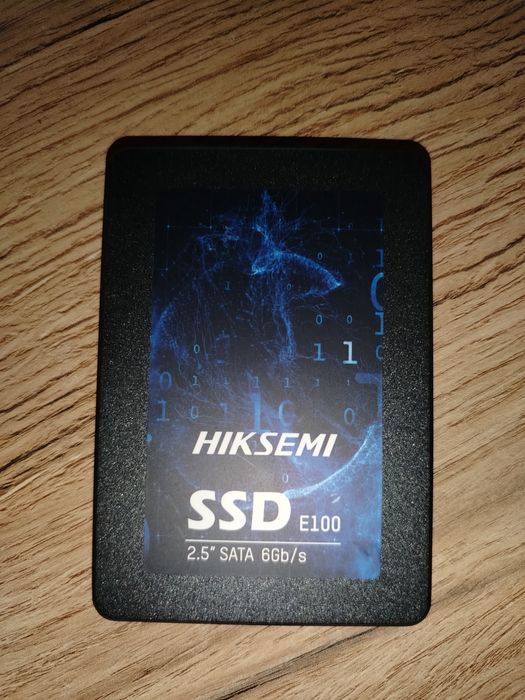 HIKSEMI
SSD E100
2.5" SATA 6Gb/s